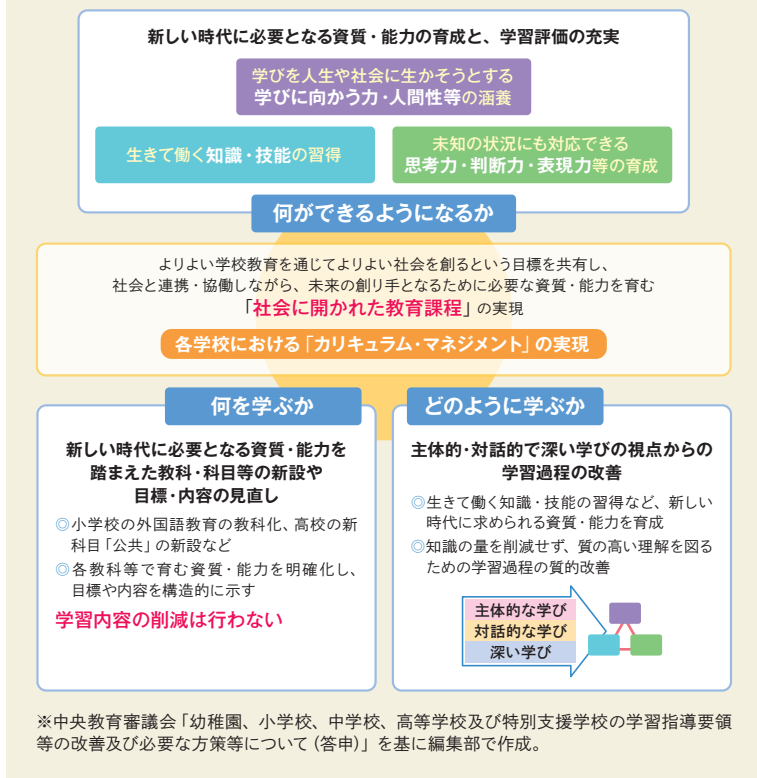 新しい時代に必要となる資質・能力の育成と、学習評価の充実
学びを人生や社会に生かそうとする
学びに向かう力・人間性等の涵養
生きて働く知識・技能の習得
未知の状況にも対応できる
思考力・判断力・表現力等の育成
何ができるようになるか
よりよい学校教育を通じてよりよい社会を創るという目標を共有し、
社会と連携・協働しながら、未来の創り手となるために必要な資質・能力を育む
「社会に開かれた教育課程」の実現
各学校における「カリキュラム・マネジメント」の実現
何を学ぶか
新しい時代に必要となる資質・能力を
踏まえた教科・科目等の新設や
目標・内容の見直し
◎小学校の外国語教育の教科化、高校の新
科目「公共」の新設など
◎各教科等で育む資質・能力を明確化し、
目標や内容を構造的に示す
学習内容の削減は行わない
どのように学ぶか
主体的・対話的で深い学びの視点からの
学習過程の改善
◎生きて働く知識・技能の習得など、新しい
時代に求められる資質・能力を育成
◎知識の量を削減せず、質の高い理解を図る
ための学習過程の質的改善
主体的な学び
対話的な学び
深い学び
※中央教育審議会「幼稚園、小学校、中学校、高等学校及び特別支援学校の学習指導要領
等の改善及び必要な方策等について(答申)」を基に編集部で作成。